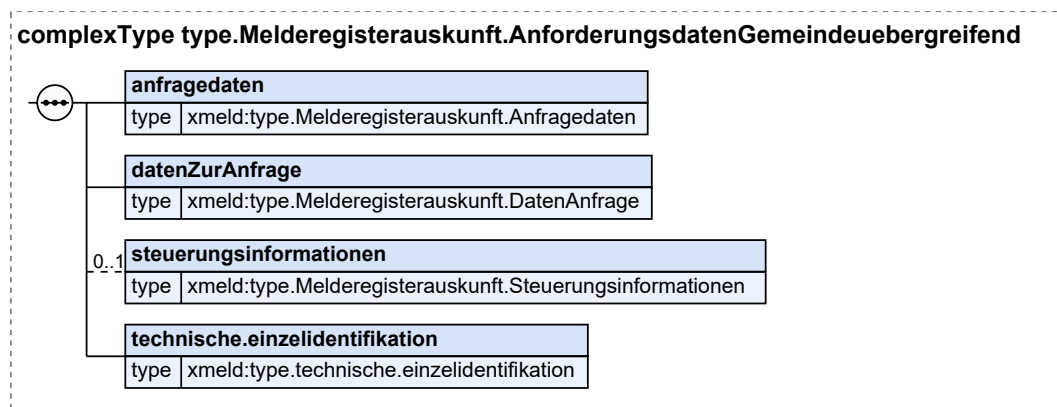 complexType type.Melderegisterauskunft.AnforderungsdatenGemeindeuebergreifend
anfragedaten
type xmeld:type.Melderegisterauskunft.Anfragedaten
datenZurAnfrage
type xmeld:type.Melderegisterauskunft.DatenAnfrage
0..1 steuerungsinformationen
type xmeld:type.Melderegisterauskunft.Steuerungsinformationen
technische.einzelidentifikation
type xmeld:type.technische.einzelidentifikation